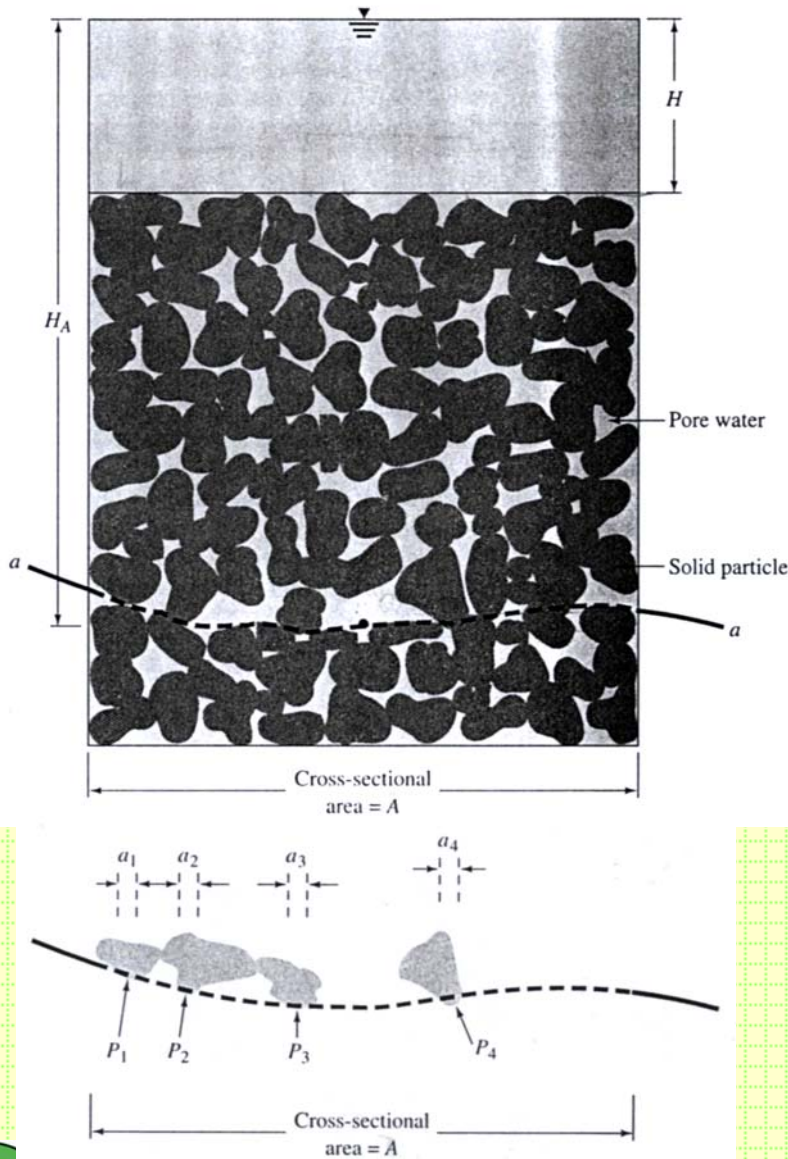 H
H_A
Pore water
Solid particle
a
a
Cross-sectional
area = A
a_1
a_2
a_3
a_4
P_1
P_2
P_3
P_4
Cross-sectional
area = A